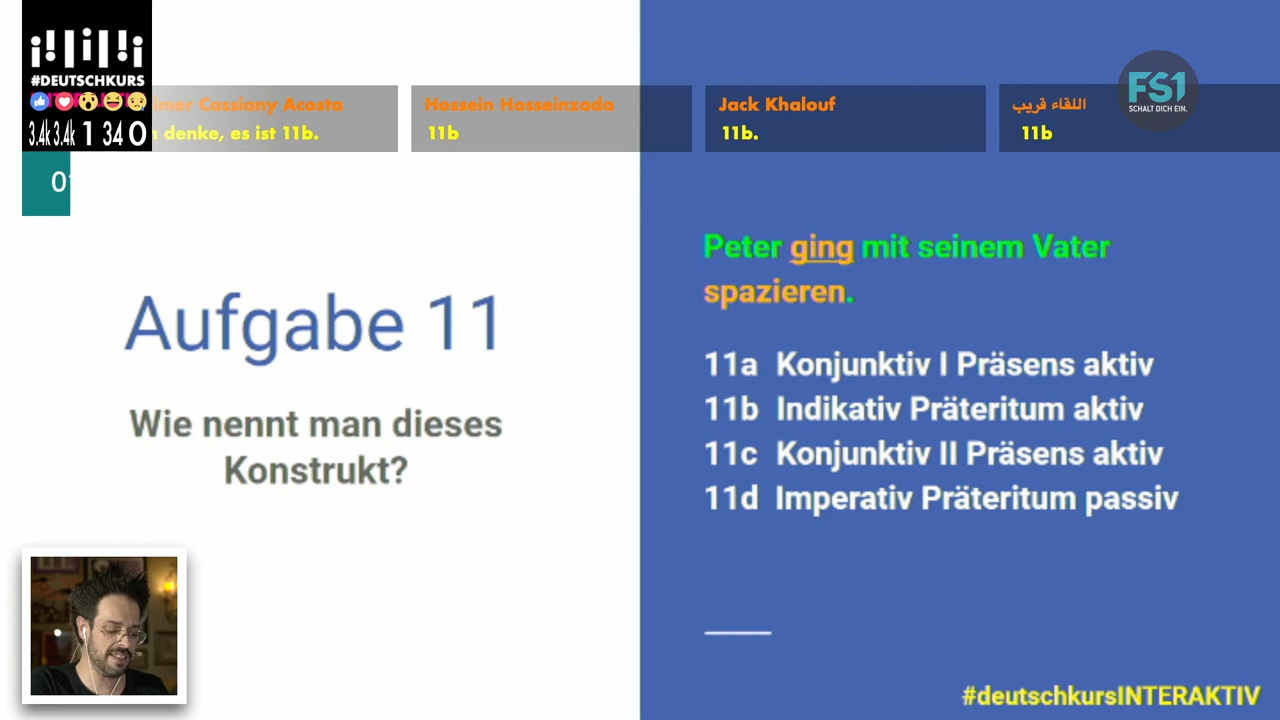 #DEUTSCHKURS
3.4k 3.4k 1 34 0
Cassiany Acosta
denke, es ist 11b.
Hossein Hosseinzada
11b
Jack Khalouf
11b.
اللقاء قريب
11b
FS1
SCHALT DICH EIN.
Aufgabe 11
Wie nennt man dieses
Konstrukt?
Peter ging mit seinem Vater
spazieren.
11a Konjunktiv I Präsens aktiv
11b Indikativ Präteritum aktiv
11c Konjunktiv II Präsens aktiv
11d Imperativ Präteritum passiv
#deutschkursINTERAKTIV